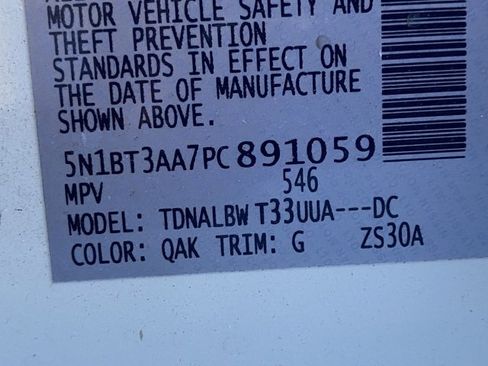 MOTOR VEHICLE SAFETY AND
THEFT PREVENTION
STANDARDS IN EFFECT ON
THE DATE OF MANUFACTURE
SHOWN ABOVE.
5N1BT3AA7PC891059
MPV 546
MODEL: TDNALBW T33UUA---DC
COLOR: QAK TRIM: G ZS30A